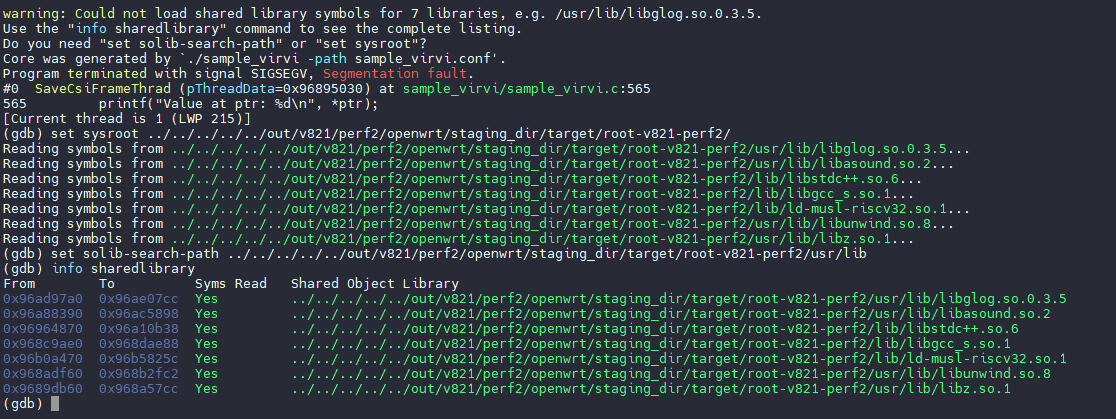 warning: Could not load shared library symbols for 7 libraries, e.g. /usr/lib/libglog.so.0.3.5.
Use the "info sharedlibrary" command to see the complete listing.
Do you need "set solib-search-path" or "set sysroot"?
Core was generated by `./sample_virvi -path sample_virvi.conf'.
Program terminated with signal SIGSEGV, Segmentation fault.
#0  SaveCsiFrameThrad (pThreadData=0x96895030) at sample_virvi/sample_virvi.c:565
565         printf("Value at ptr: %d\n", *ptr);
[Current thread is 1 (LWP 215)]
(gdb) set sysroot ../../../../../out/v821/perf2/openwrt/staging_dir/target/root-v821-perf2/
Reading symbols from ../../../../../out/v821/perf2/openwrt/staging_dir/target/root-v821-perf2/usr/lib/libglog.so.0.3.5...
Reading symbols from ../../../../../out/v821/perf2/openwrt/staging_dir/target/root-v821-perf2/usr/lib/libasound.so.2...
Reading symbols from ../../../../../out/v821/perf2/openwrt/staging_dir/target/root-v821-perf2/lib/libstdc++.so.6...
Reading symbols from ../../../../../out/v821/perf2/openwrt/staging_dir/target/root-v821-perf2/lib/libgcc_s.so.1...
Reading symbols from ../../../../../out/v821/perf2/openwrt/staging_dir/target/root-v821-perf2/lib/ld-musl-riscv32.so.1...
Reading symbols from ../../../../../out/v821/perf2/openwrt/staging_dir/target/root-v821-perf2/usr/lib/libunwind.so.8...
Reading symbols from ../../../../../out/v821/perf2/openwrt/staging_dir/target/root-v821-perf2/usr/lib/libz.so.1...
(gdb) set solib-search-path ../../../../../out/v821/perf2/openwrt/staging_dir/target/root-v821-perf2/usr/lib
(gdb) info sharedlibrary
From        To          Syms Read   Shared Object Library
0x96ad97a0  0x96ae07cc  Yes         ../../../../../out/v821/perf2/openwrt/staging_dir/target/root-v821-perf2/usr/lib/libglog.so.0.3.5
0x96a88390  0x96ac5898  Yes         ../../../../../out/v821/perf2/openwrt/staging_dir/target/root-v821-perf2/usr/lib/libasound.so.2
0x96964870  0x96a10b38  Yes         ../../../../../out/v821/perf2/openwrt/staging_dir/target/root-v821-perf2/lib/libstdc++.so.6
0x968c9ae0  0x968dae88  Yes         ../../../../../out/v821/perf2/openwrt/staging_dir/target/root-v821-perf2/lib/libgcc_s.so.1
0x96b0a470  0x96b5825c  Yes         ../../../../../out/v821/perf2/openwrt/staging_dir/target/root-v821-perf2/lib/ld-musl-riscv32.so.1
0x968adf60  0x968b2fc2  Yes         ../../../../../out/v821/perf2/openwrt/staging_dir/target/root-v821-perf2/usr/lib/libunwind.so.8
0x9689db60  0x968a57cc  Yes         ../../../../../out/v821/perf2/openwrt/staging_dir/target/root-v821-perf2/usr/lib/libz.so.1
(gdb)